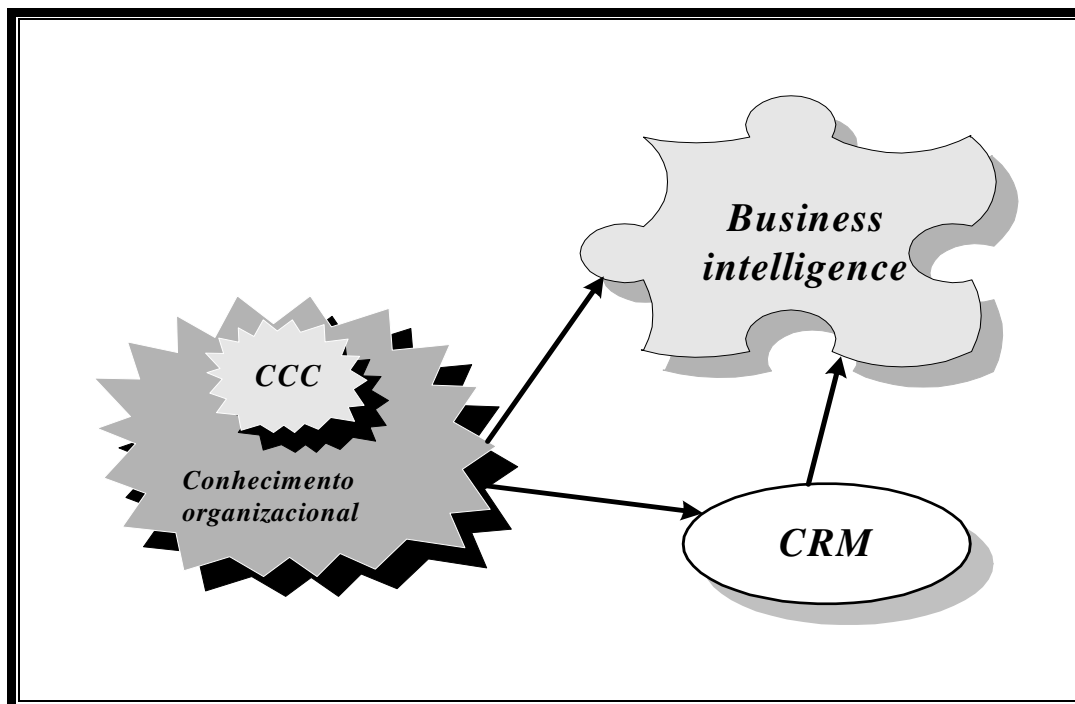 Business
intelligence
CCC
Conhecimento
organizacional
CRM